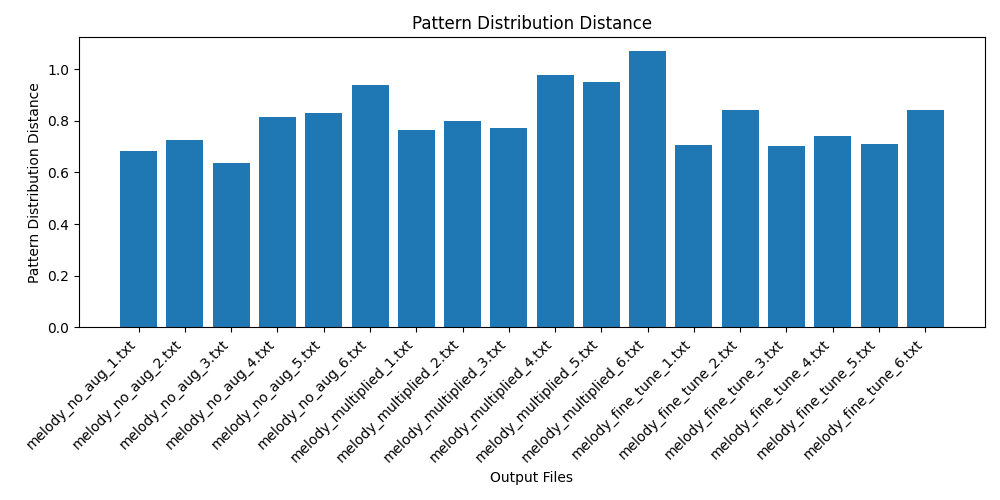 Pattern Distribution Distance
Pattern Distribution Distance
1.0
0.8
0.6
0.4
0.2
0.0
melody_no_aug_1.txt
melody_no_aug_2.txt
melody_no_aug_3.txt
melody_no_aug_4.txt
melody_no_aug_5.txt
melody_no_aug_6.txt
melody_multiplied_1.txt
melody_multiplied_2.txt
melody_multiplied_3.txt
melody_multiplied_4.txt
melody_multiplied_5.txt
melody_multiplied_6.txt
melody_fine_tune_1.txt
melody_fine_tune_2.txt
melody_fine_tune_3.txt
melody_fine_tune_4.txt
melody_fine_tune_5.txt
melody_fine_tune_6.txt
Output Files